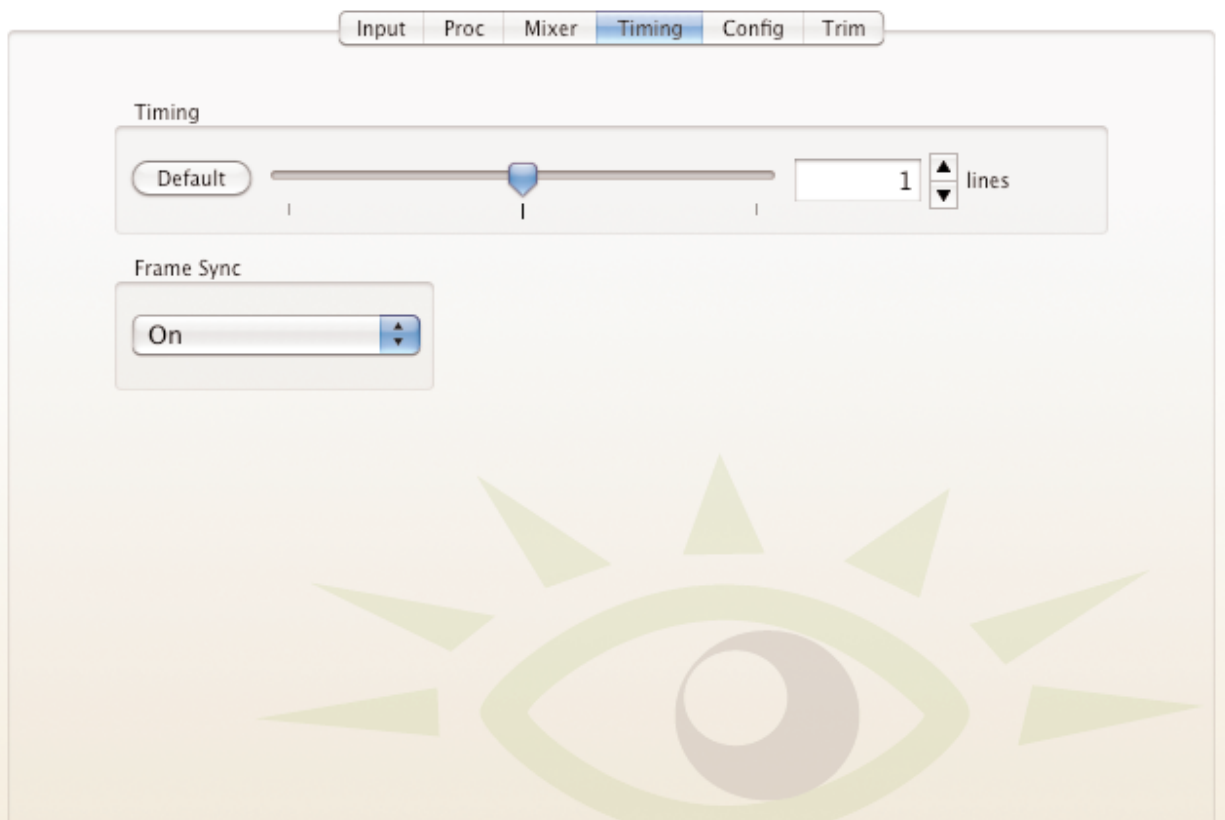 Input Proc Mixer Timing Config Trim
Timing
Default 1 lines
Frame Sync
On